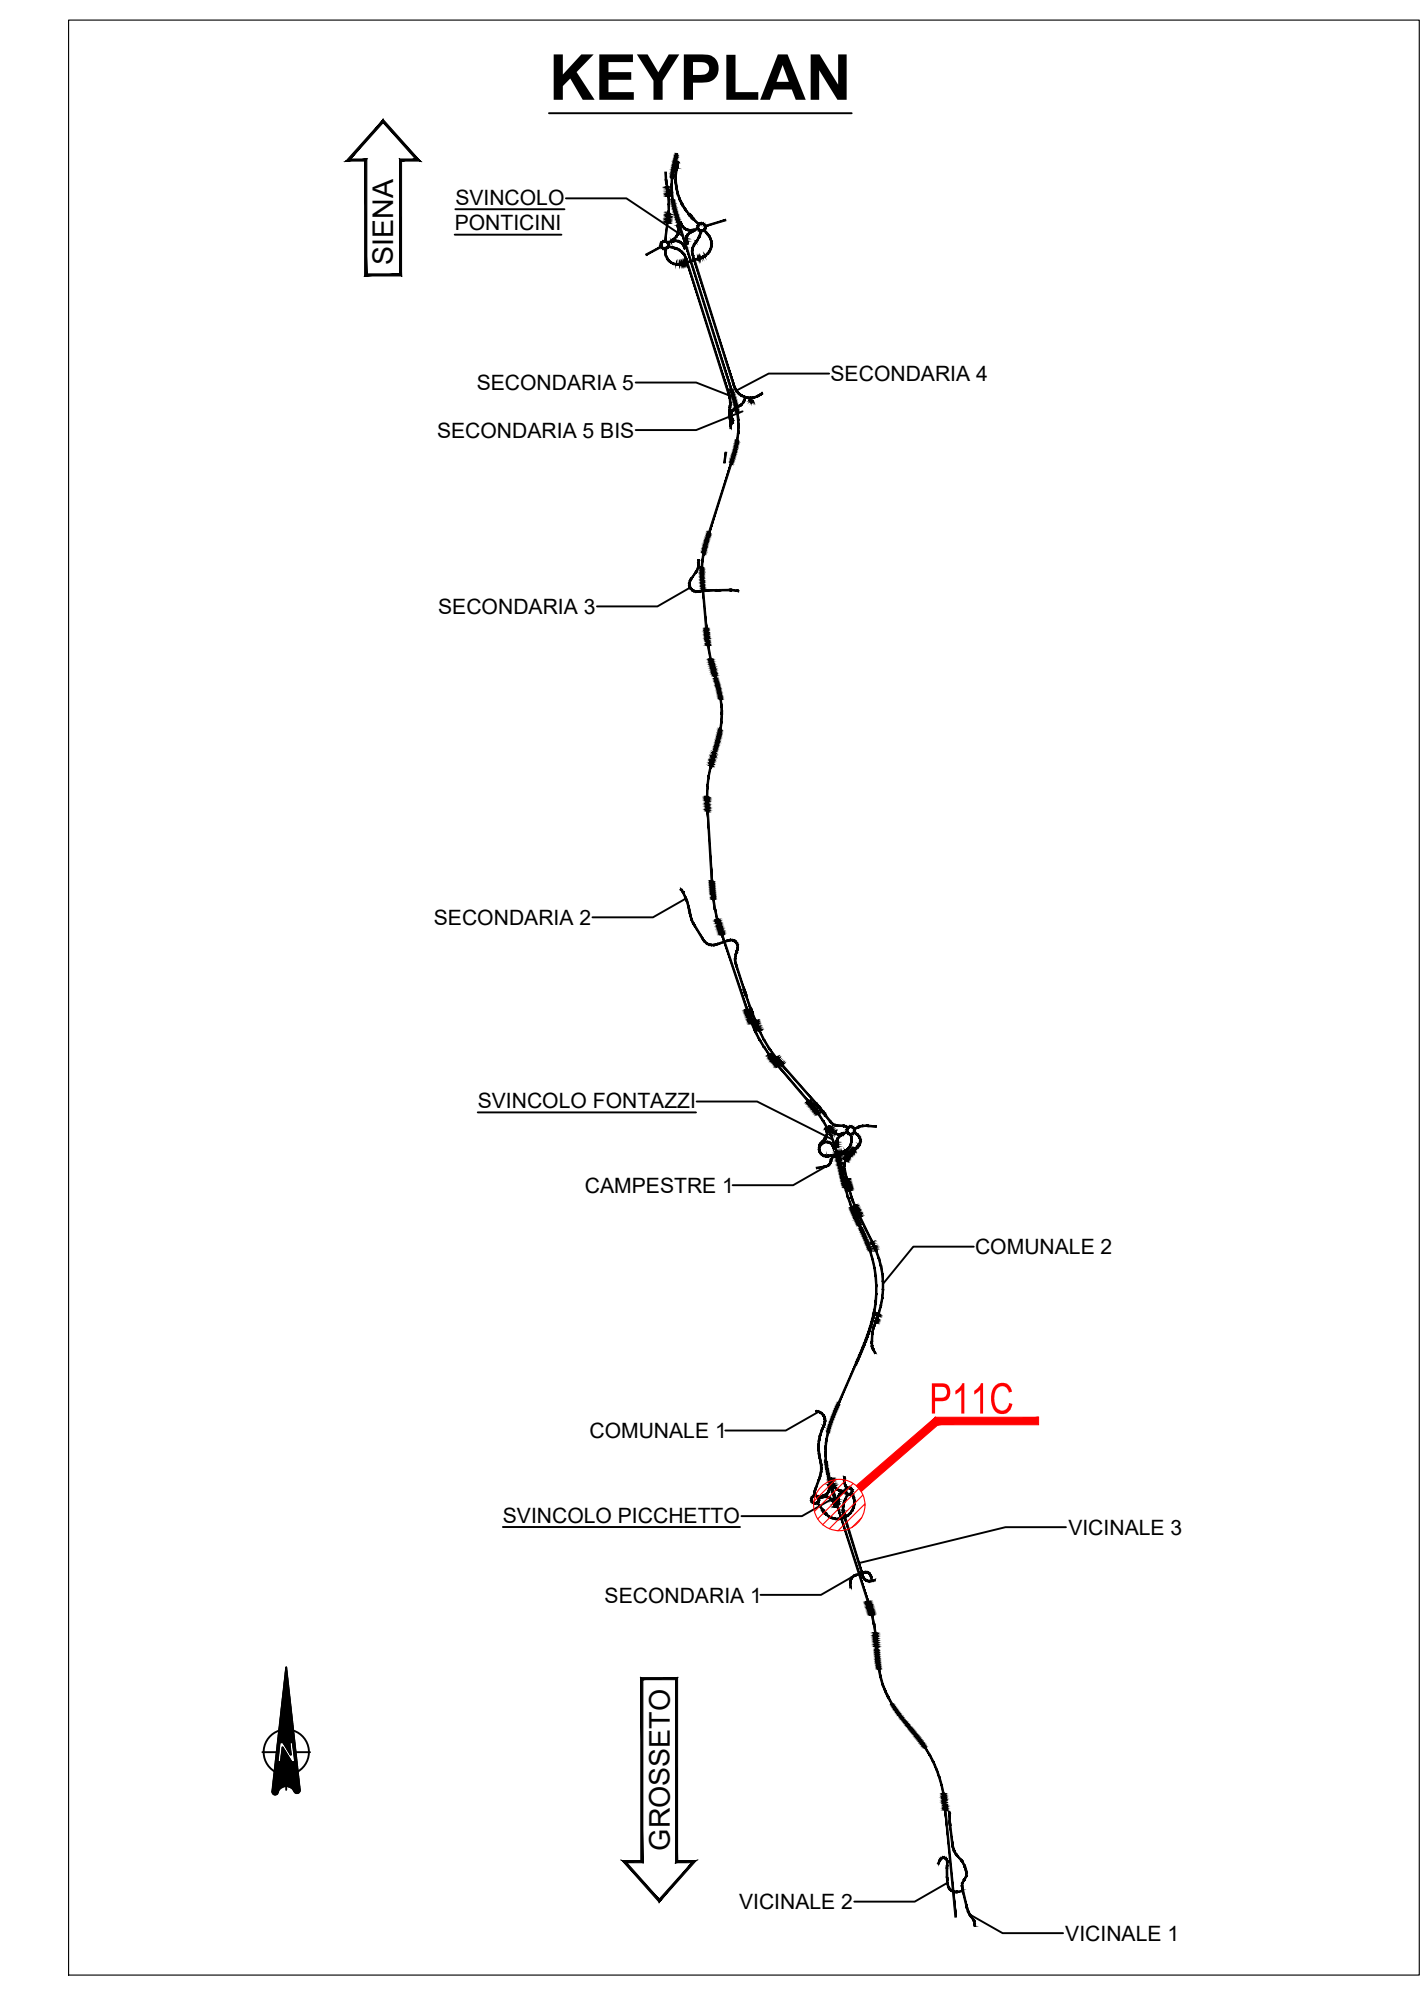 KEYPLAN
SIENA
SVINCOLO
PONTICINI
SECONDARIA 4
SECONDARIA 5
SECONDARIA 5 BIS
SECONDARIA 3
SECONDARIA 2
SVINCOLO FONTAZZI
CAMPESTRE 1
COMUNALE 2
P11C
COMUNALE 1
SVINCOLO PICCHETTO
VICINALE 3
SECONDARIA 1
GROSSETO
N
VICINALE 2
VICINALE 1